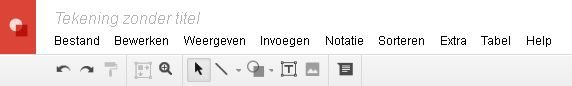 Tekening zonder titel
Bestand Bewerken Weergeven Invoegen Notatie Sorteren Extra Tabel Help
T